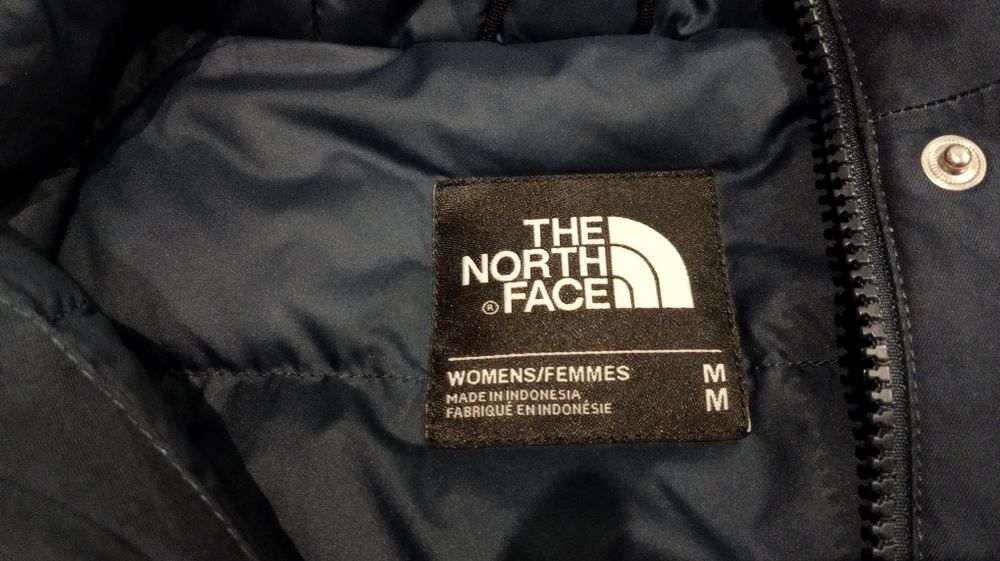 THE
NORTH
® FACE
WOMENS/FEMMES M
MADE IN INDONESIA M
FABRIQUÉ EN INDONÉSIE